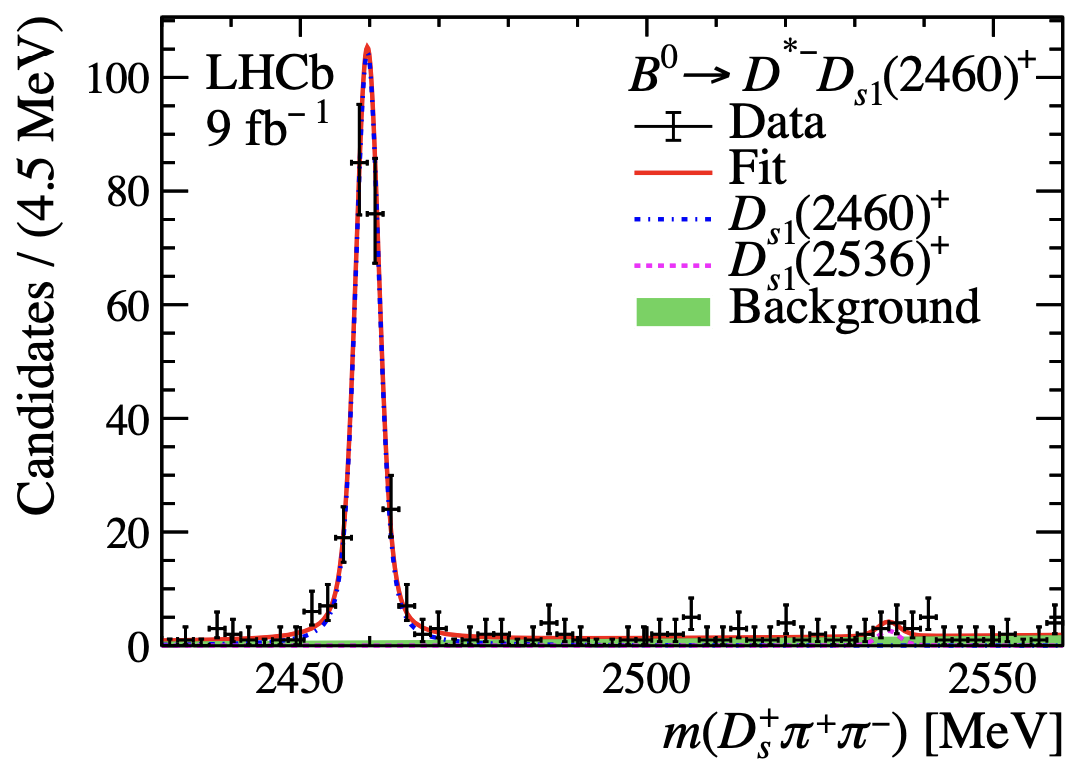 Candidates / (4.5 MeV)
100
80
60
40
20
0
LHCb
9 fb⁻¹
B⁰→D*⁻Dₛ₁(2460)⁺
Data
Fit
Dₛ₁(2460)⁺
Dₛ₁(2536)⁺
Background
2450
2500
2550
m(Dₛ⁺π⁺π⁻) [MeV]